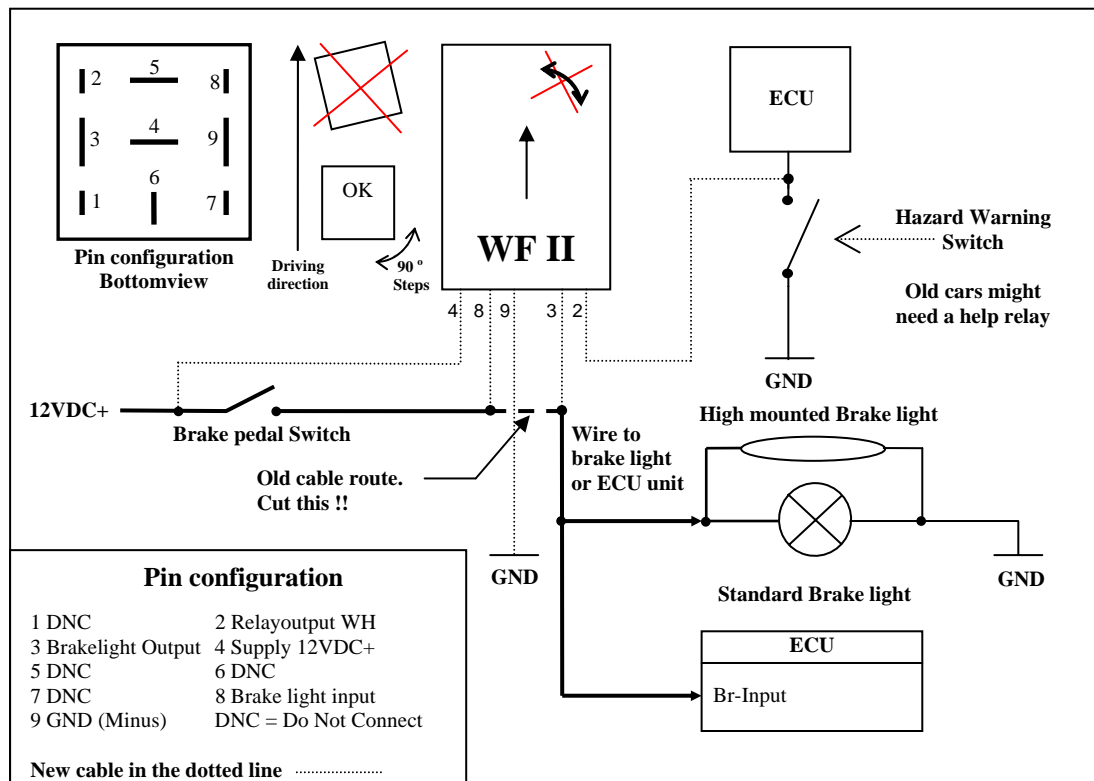 2
5
8
3
4
9
6
1
7
Pin configuration
Bottomview
Driving
direction
OK
90 º
Steps
WF II
4
8
9
3
2
ECU
Hazard Warning
Switch
Old cars might
need a help relay
GND
12VDC+
Brake pedal Switch
Old cable route.
Cut this !!
Wire to
brake light
or ECU unit
High mounted Brake light
GND
GND
Standard Brake light
ECU
Br-Input
Pin configuration
1 DNC 2 Relayoutput WH
3 Brakelight Output 4 Supply 12VDC+
5 DNC 6 DNC
7 DNC 8 Brake light input
9 GND (Minus) DNC = Do Not Connect
New cable in the dotted line